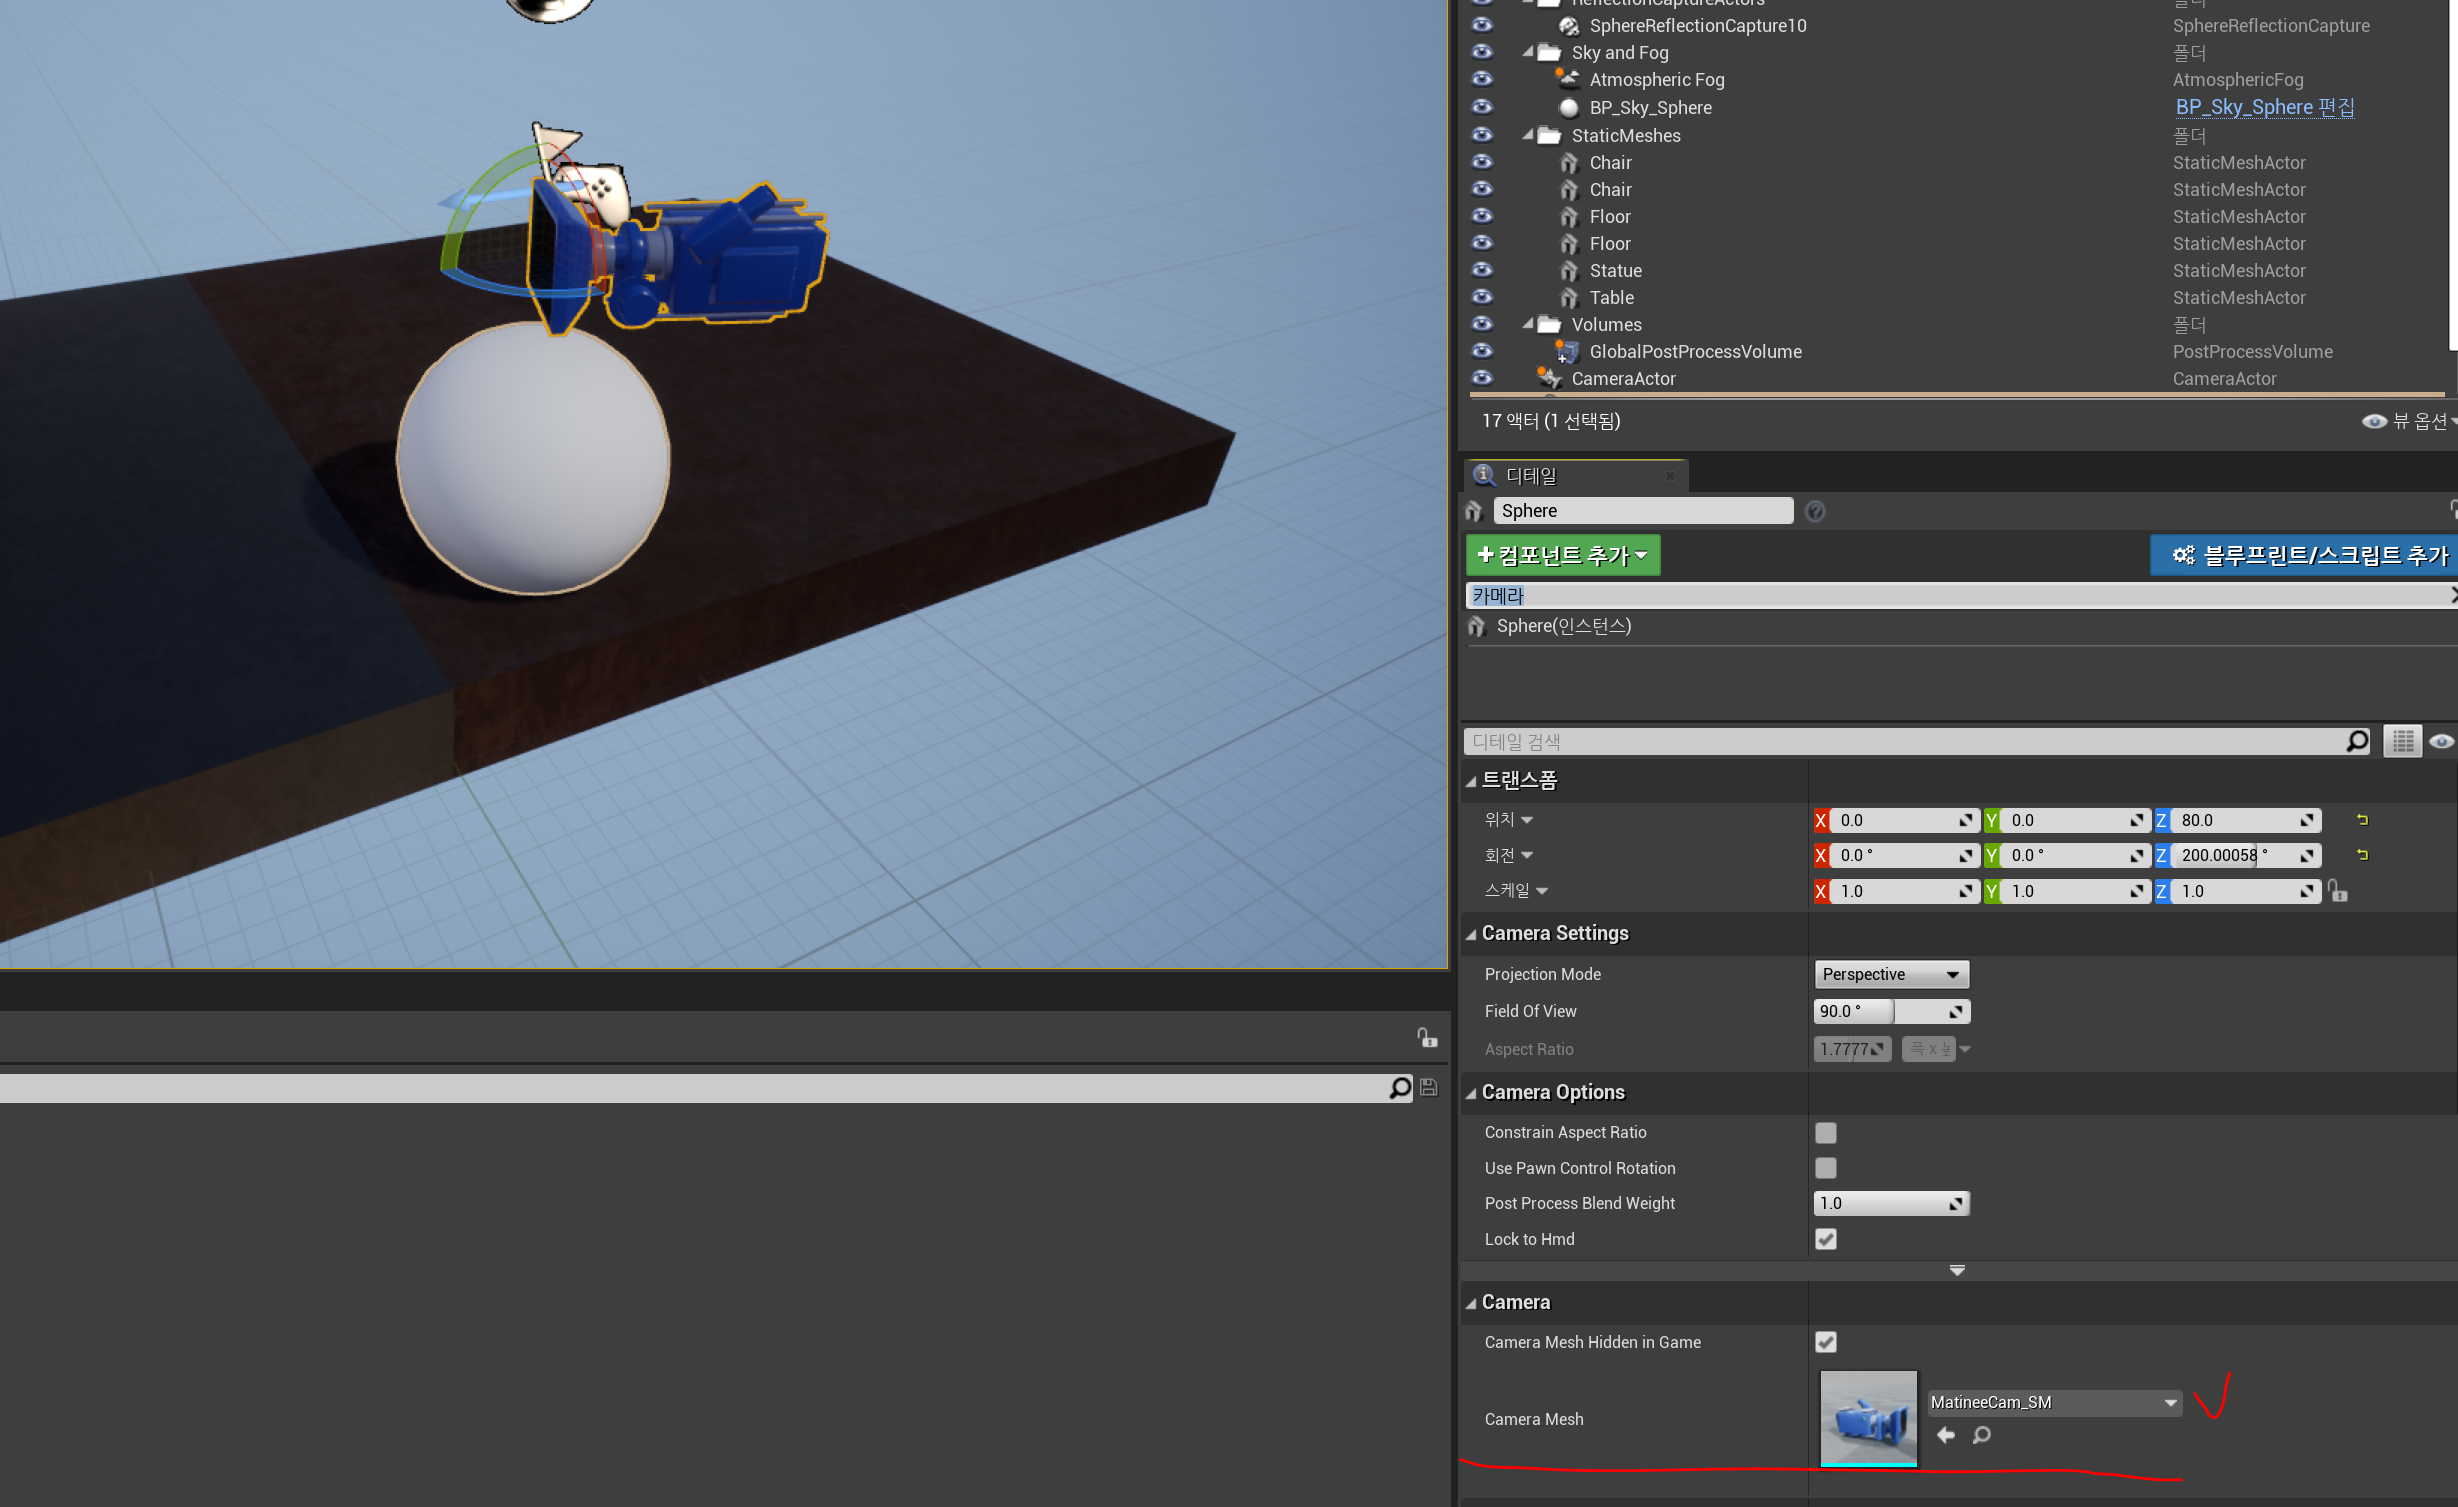 ReflectionCaptureActors 폴더
SphereReflectionCapture10 SphereReflectionCapture
Sky and Fog 폴더
Atmospheric Fog AtmosphericFog
BP_Sky_Sphere BP_Sky_Sphere 편집
StaticMeshes 폴더
Chair StaticMeshActor
Chair StaticMeshActor
Floor StaticMeshActor
Floor StaticMeshActor
Statue StaticMeshActor
Table StaticMeshActor
Volumes 폴더
GlobalPostProcessVolume PostProcessVolume
CameraActor CameraActor
17 액터 (1 선택됨) 뷰 옵션
디테일
Sphere
+컴포넌트 추가 블루프린트/스크립트 추가
카메라
Sphere(인스턴스)
디테일 검색
트랜스폼
위치 X 0.0 Y 0.0 Z 80.0
회전 X 0.0 ° Y 0.0 ° Z 200.00058 °
스케일 X 1.0 Y 1.0 Z 1.0
Camera Settings
Projection Mode Perspective
Field Of View 90.0 °
Aspect Ratio 1.7777 폭 x
Camera Options
Constrain Aspect Ratio
Use Pawn Control Rotation
Post Process Blend Weight 1.0
Lock to Hmd
Camera
Camera Mesh Hidden in Game
Camera Mesh MatineeCam_SM